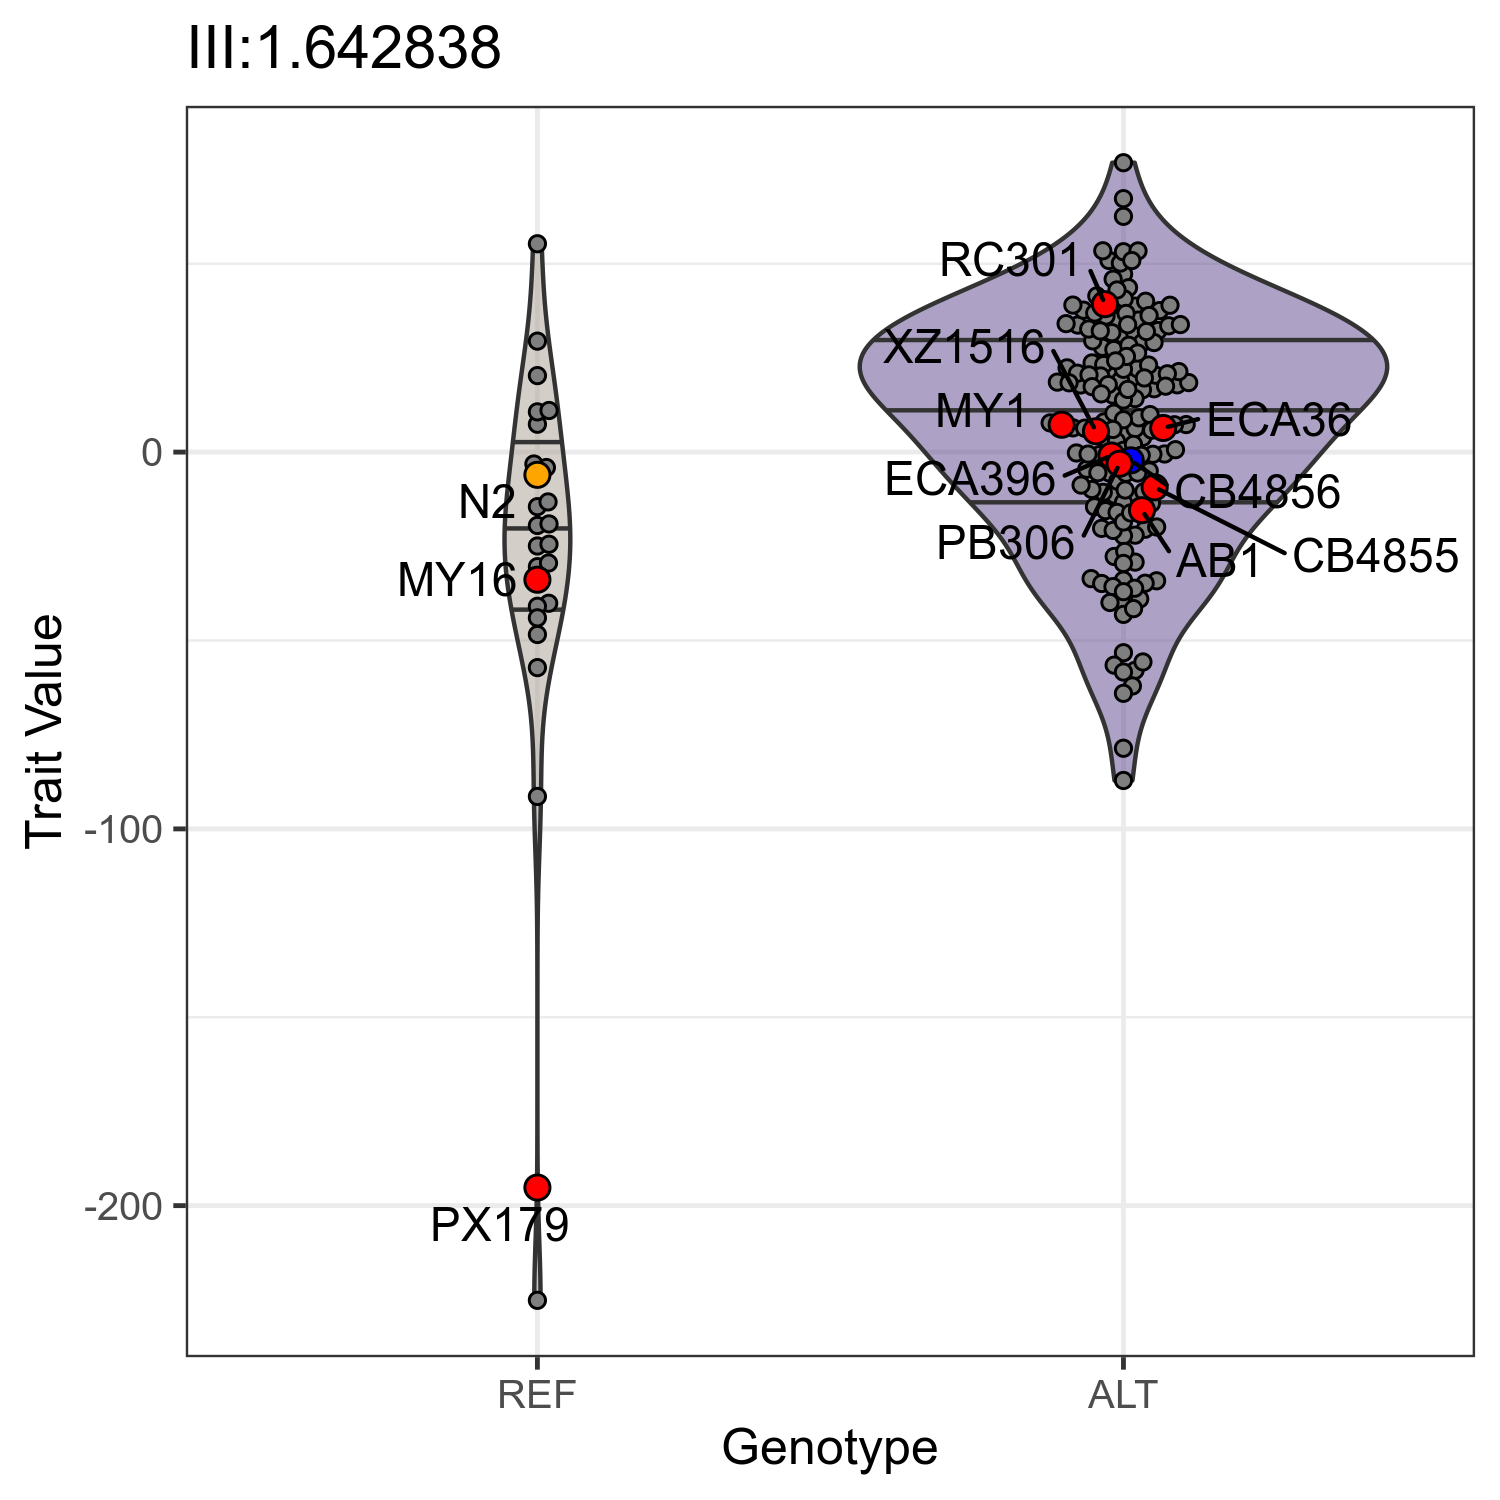 III:1.642838
Trait Value
0
-100
-200
RC301
XZ1516
MY1
ECA36
ECA396
CB4856
N2
PB306
AB1
CB4855
MY16
PX179
REF
ALT
Genotype